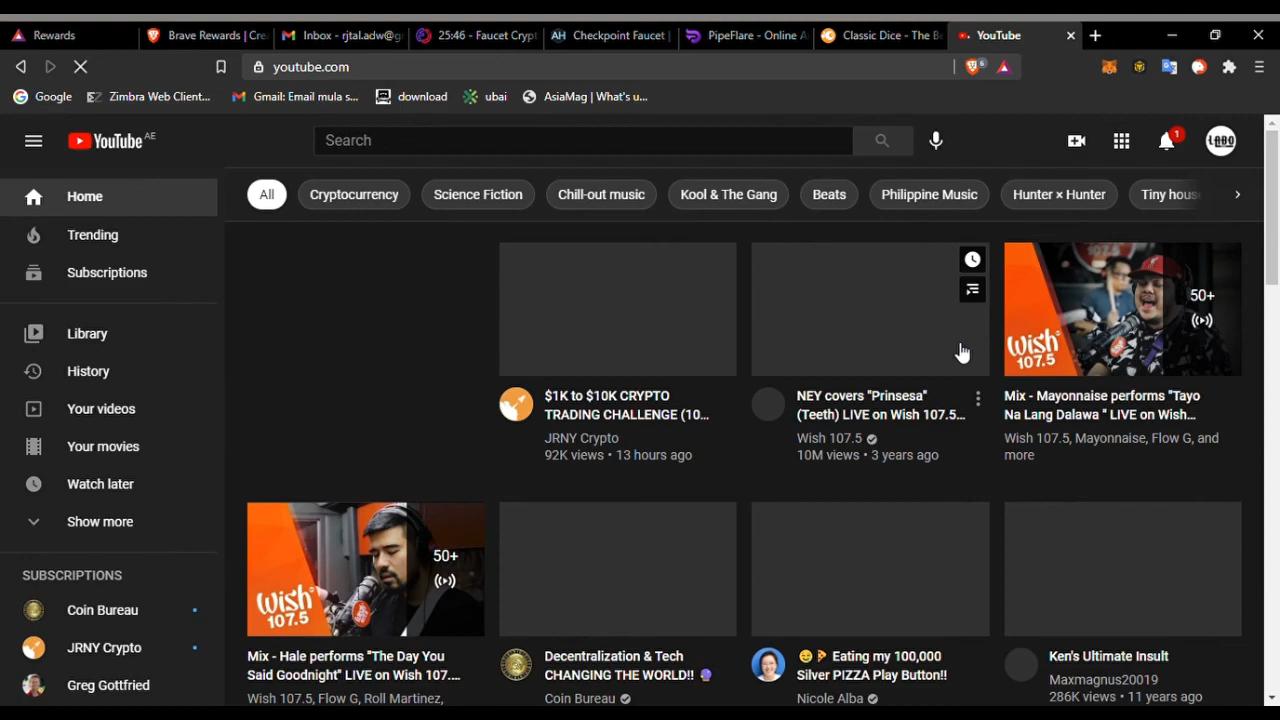 Rewards
Brave Rewards | Cre
Inbox - rjtal.adw@g
25:46 - Faucet Crypt
AH Checkpoint Faucet |
PipeFlare - Online A
Classic Dice - The Be
YouTube
youtube.com
6
Google
Zimbra Web Client...
Gmail: Email mula s...
download
ubai
AsiaMag | What's u...
YouTube AE
Search
1
LABO
All
Cryptocurrency
Science Fiction
Chill-out music
Kool & The Gang
Beats
Philippine Music
Hunter × Hunter
Tiny hous
Home
Trending
Subscriptions
Library
History
Your videos
Your movies
Watch later
Show more
SUBSCRIPTIONS
Coin Bureau
JRNY Crypto
Greg Gottfried
$1K to $10K CRYPTO
TRADING CHALLENGE (10...
JRNY Crypto
92K views • 13 hours ago
NEY covers "Prinsesa"
(Teeth) LIVE on Wish 107.5...
Wish 107.5
10M views • 3 years ago
wish
107.5
50+
Mix - Mayonnaise performs "Tayo
Na Lang Dalawa " LIVE on Wish...
Wish 107.5, Mayonnaise, Flow G, and
more
wish
107.5
50+
Mix - Hale performs "The Day You
Said Goodnight" LIVE on Wish 107....
Wish 107.5, Flow G, Roll Martinez,
Decentralization & Tech
CHANGING THE WORLD!! 🔮
Coin Bureau
😋🍕 Eating my 100,000
Silver PIZZA Play Button!!
Nicole Alba
Ken's Ultimate Insult
Maxmagnus20019
286K views • 11 years ago